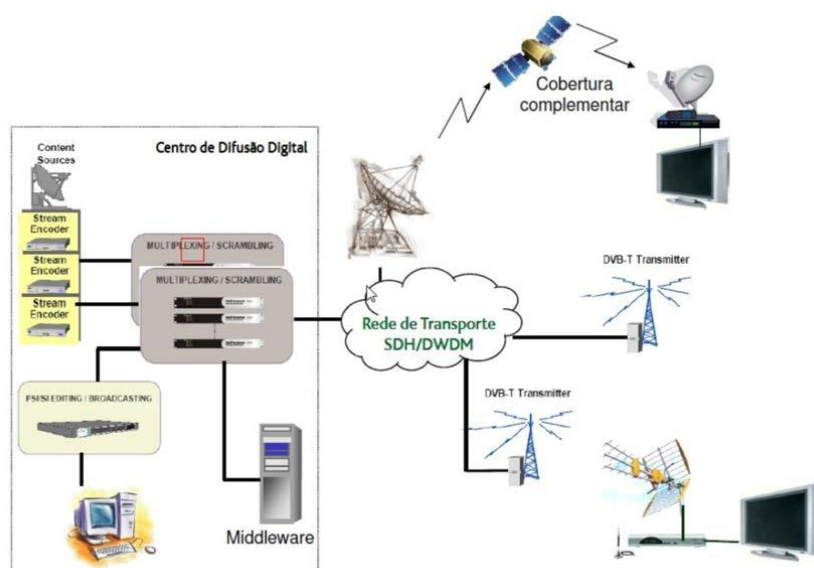 Cobertura
complementar
Centro de Difusão Digital
Content
Sources
Stream
Encoder
Stream
Encoder
Stream
Encoder
MULTIPLEXING / SCRAMBLING
MULTIPLEXING / SCRAMBLING
DVB-T Transmitter
Rede de Transporte
SDH/DWDM
PSI/SI EDITING / BROADCASTING
DVB-T Transmitter
Middleware